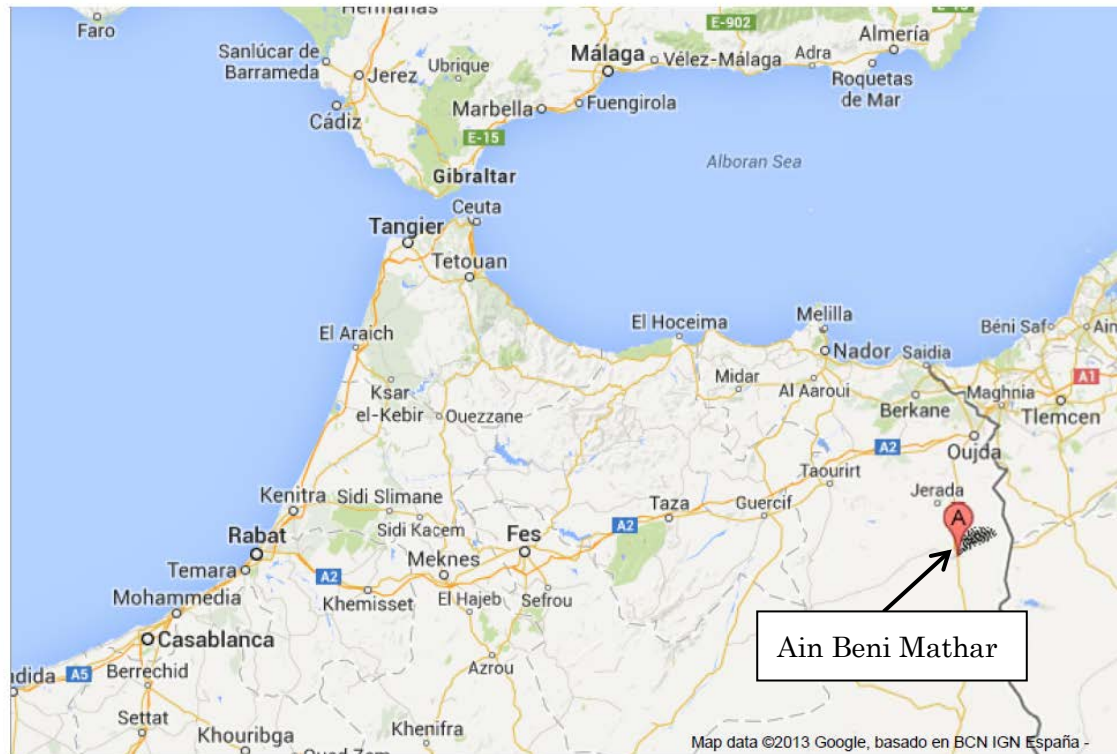 Hermanas
E-902
E-15
Faro
Sanlúcar de
Barrameda
Ubrique
Jerez
Málaga
Vélez-Málaga
Adra
Almería
Roquetas
de Mar
Marbella
Fuengirola
Cádiz
E-15
Alboran Sea
Gibraltar
Ceuta
Tangier
Tetouan
El Araich
El Hoceima
Melilla
Nador
Saidia
Béni Saf
Ain
Ksar
el-Kebir
Ouezzane
Midar
Al Aaroui
Berkane
Maghnia
A1
Tlemcen
A2
Oujda
Taourirt
Jerada
Kenitra
Sidi Slimane
Sidi Kacem
Taza
Guercif
A
Rabat
Fes
A2
Temara
Meknes
A2
Khemisset
El Hajeb
Sefrou
Mohammedia
Casablanca
Azrou
Ain Beni Mathar
dida
A5
Berrechid
Settat
Khouribga
Khenifra
Map data ©2013 Google, basado en BCN IGN España -